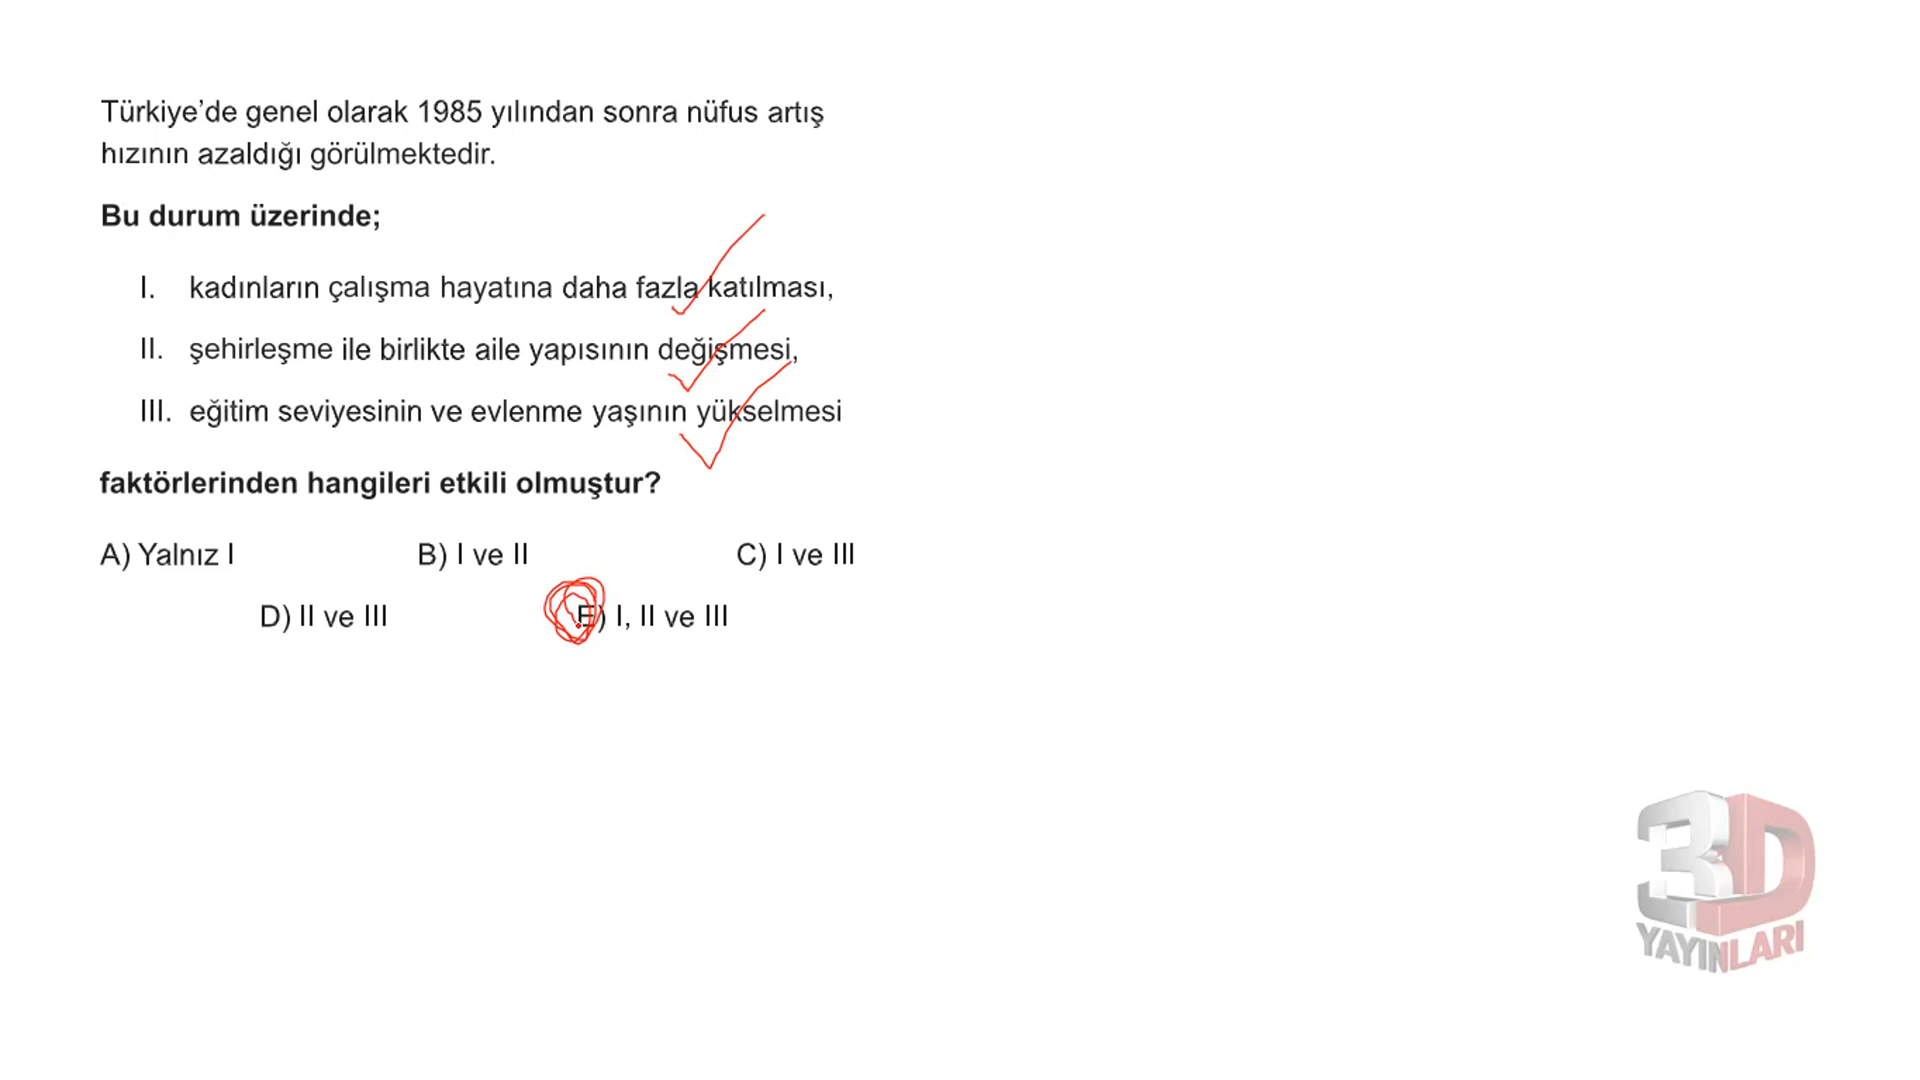 Türkiye’de genel olarak 1985 yılından sonra nüfus artış
hızının azaldığı görülmektedir.
Bu durum üzerinde;
I. kadınların çalışma hayatına daha fazla katılması,
II. şehirleşme ile birlikte aile yapısının değişmesi,
III. eğitim seviyesinin ve evlenme yaşının yükselmesi
faktörlerinden hangileri etkili olmuştur?
A) Yalnız I B) I ve II C) I ve III
D) II ve III E) I, II ve III
3D
YAYINLARI